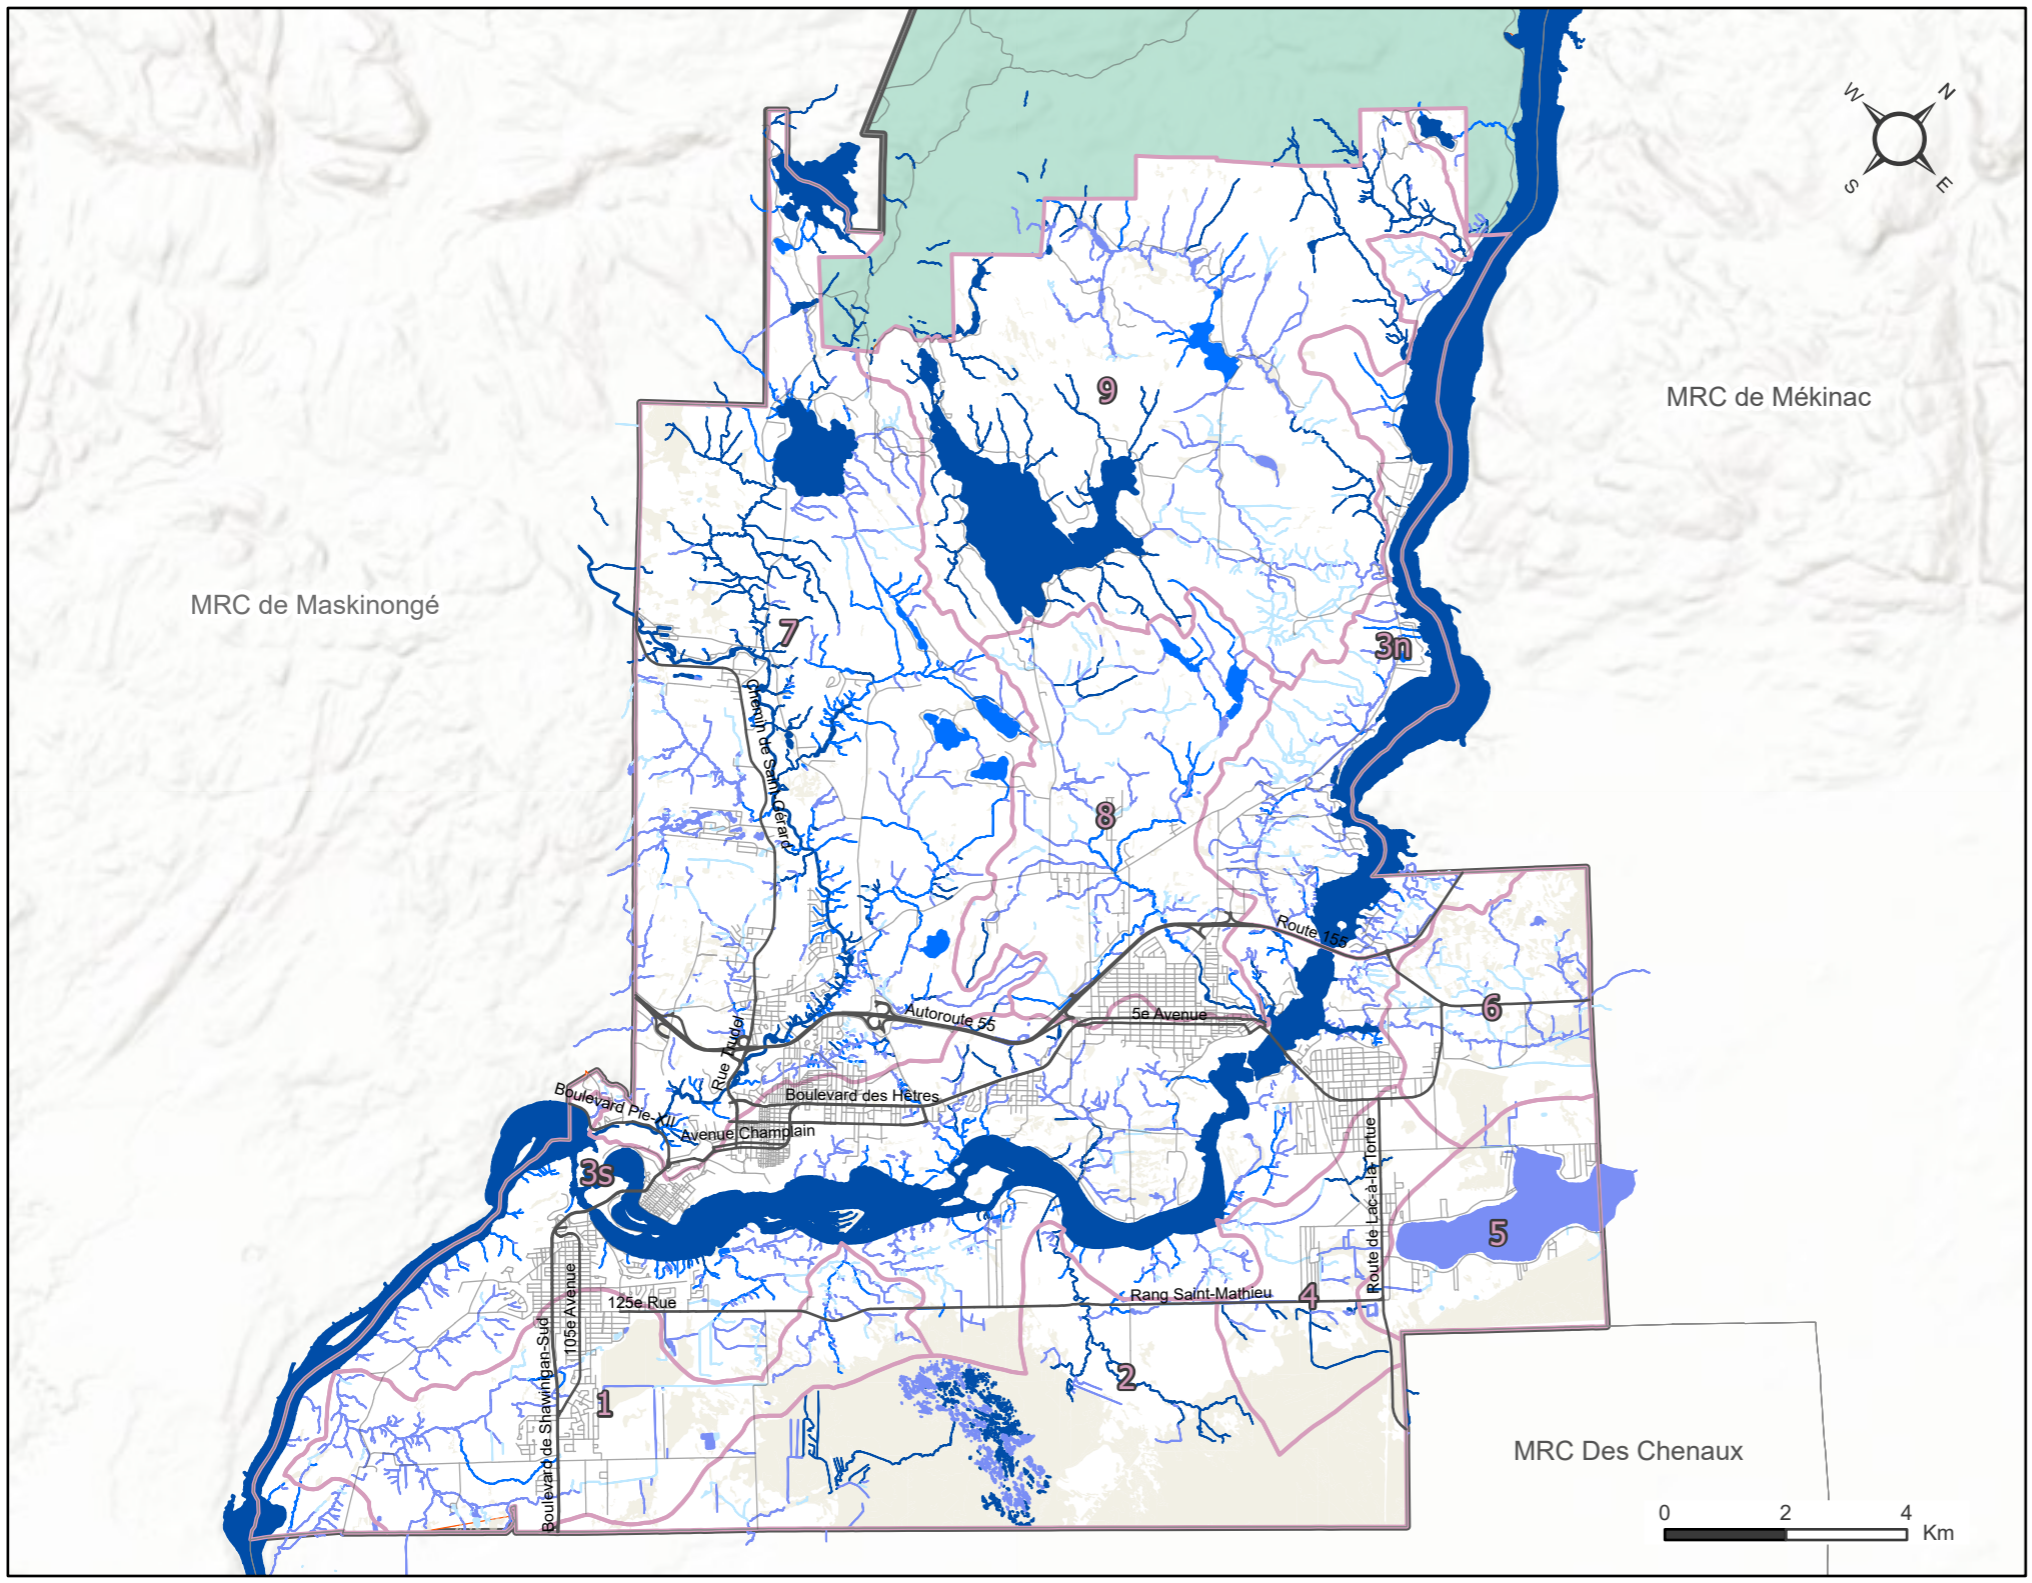 N
W
S
E
9
MRC de Mékinac
MRC de Maskinongé
7
3n
Chemin de Saint-Gérard
8
Route 155
6
Autoroute 55
5e Avenue
Rue Trudel
Boulevard des Hêtres
Boulevard Pie-XII
Avenue Champlain
3s
Route de Lac-à-la-Tortue
5
105e Avenue
125e Rue
Rang Saint-Mathieu
4
Boulevard de Shawinigan-Sud
2
1
MRC Des Chenaux
0 2 4
Km